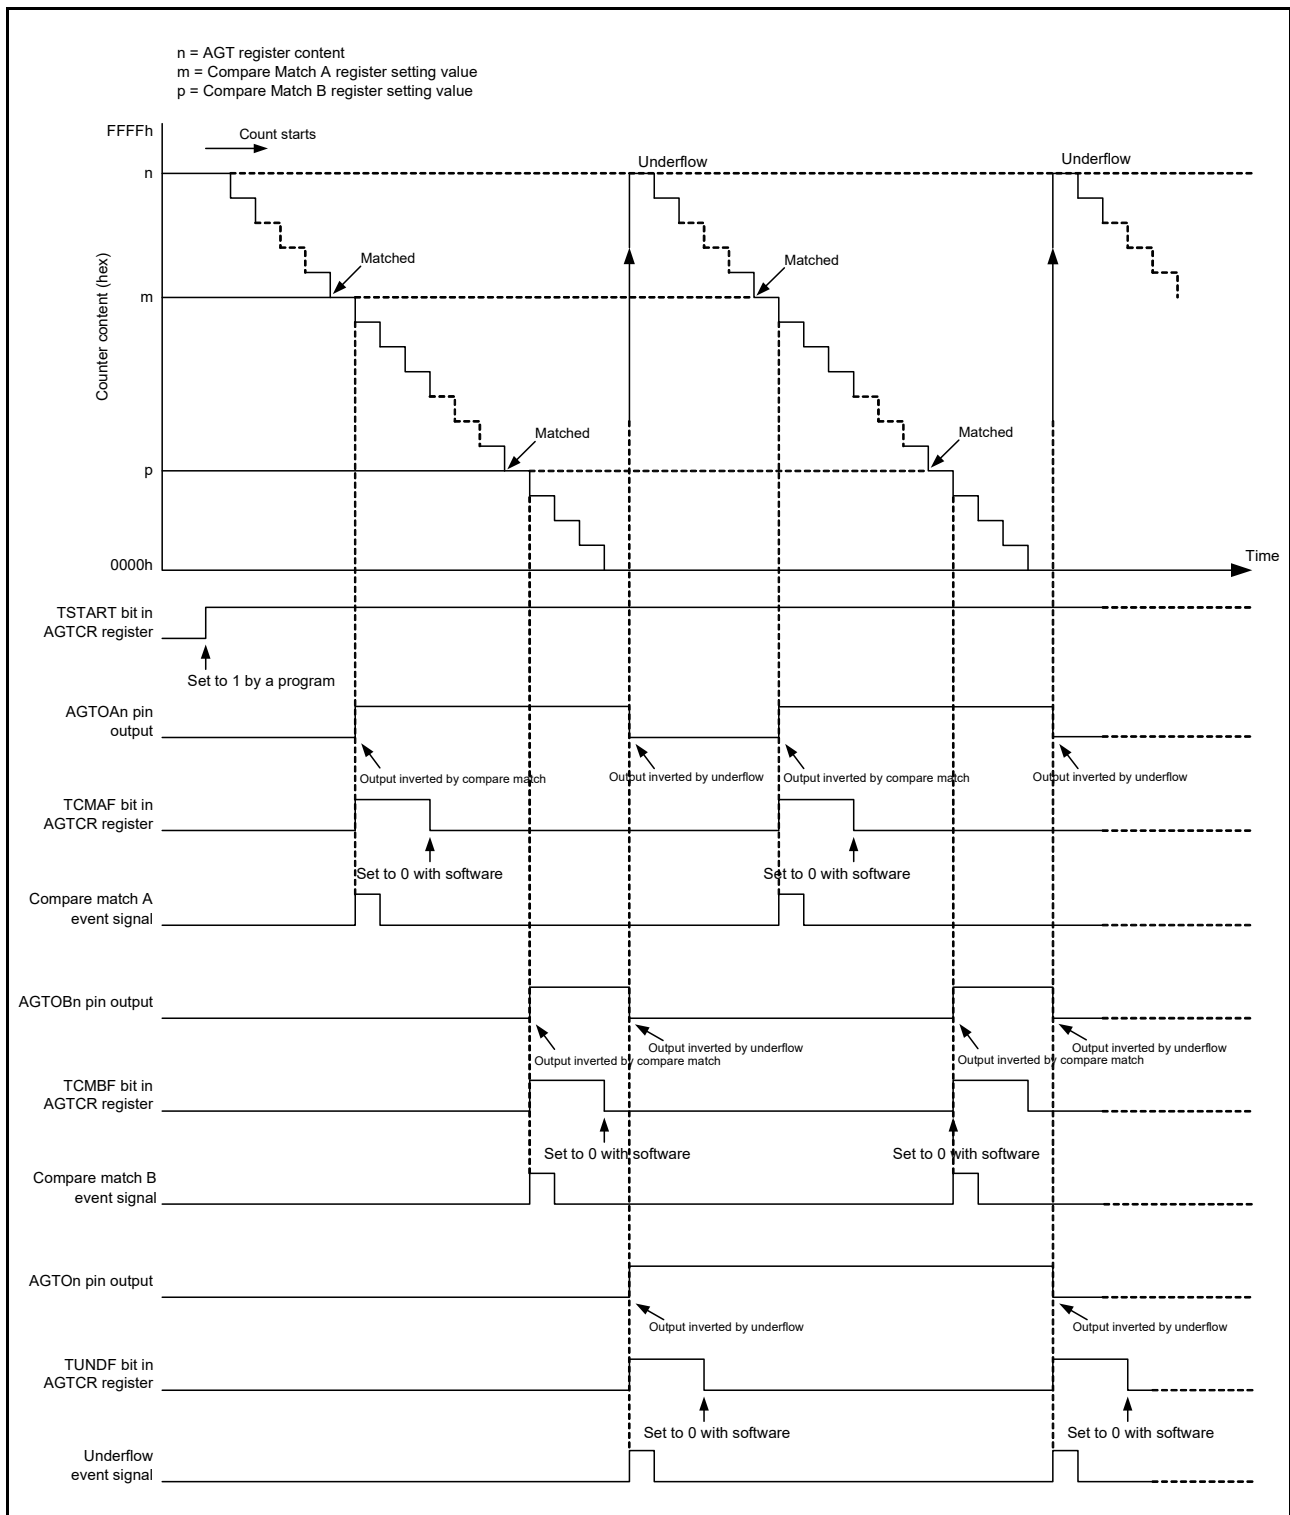 n = AGT register content
m = Compare Match A register setting value
p = Compare Match B register setting value
FFFFh
Count starts
Underflow
Underflow
n
Matched
Matched
Counter content (hex)
m
Matched
Matched
p
0000h
Time
TSTART bit in
AGTCR register
Set to 1 by a program
AGTOAn pin
output
Output inverted by compare match
Output inverted by underflow
Output inverted by compare match
Output inverted by underflow
TCMAF bit in
AGTCR register
Set to 0 with software
Set to 0 with software
Compare match A
event signal
AGTOBn pin output
Output inverted by underflow
Output inverted by underflow
Output inverted by compare match
Output inverted by compare match
TCMBF bit in
AGTCR register
Set to 0 with software
Set to 0 with software
Compare match B
event signal
AGTOn pin output
Output inverted by underflow
Output inverted by underflow
TUNDF bit in
AGTCR register
Set to 0 with software
Set to 0 with software
Underflow
event signal